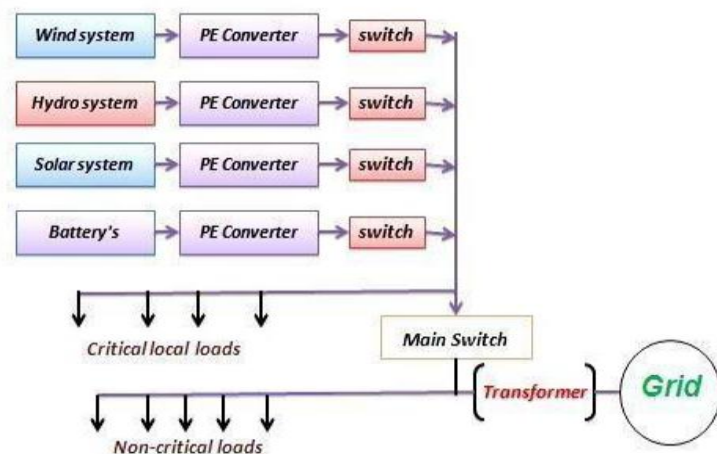 Wind system
PE Converter
switch
Hydro system
PE Converter
switch
Solar system
PE Converter
switch
Battery's
PE Converter
switch
Critical local loads
Main Switch
Transformer
Grid
Non-critical loads